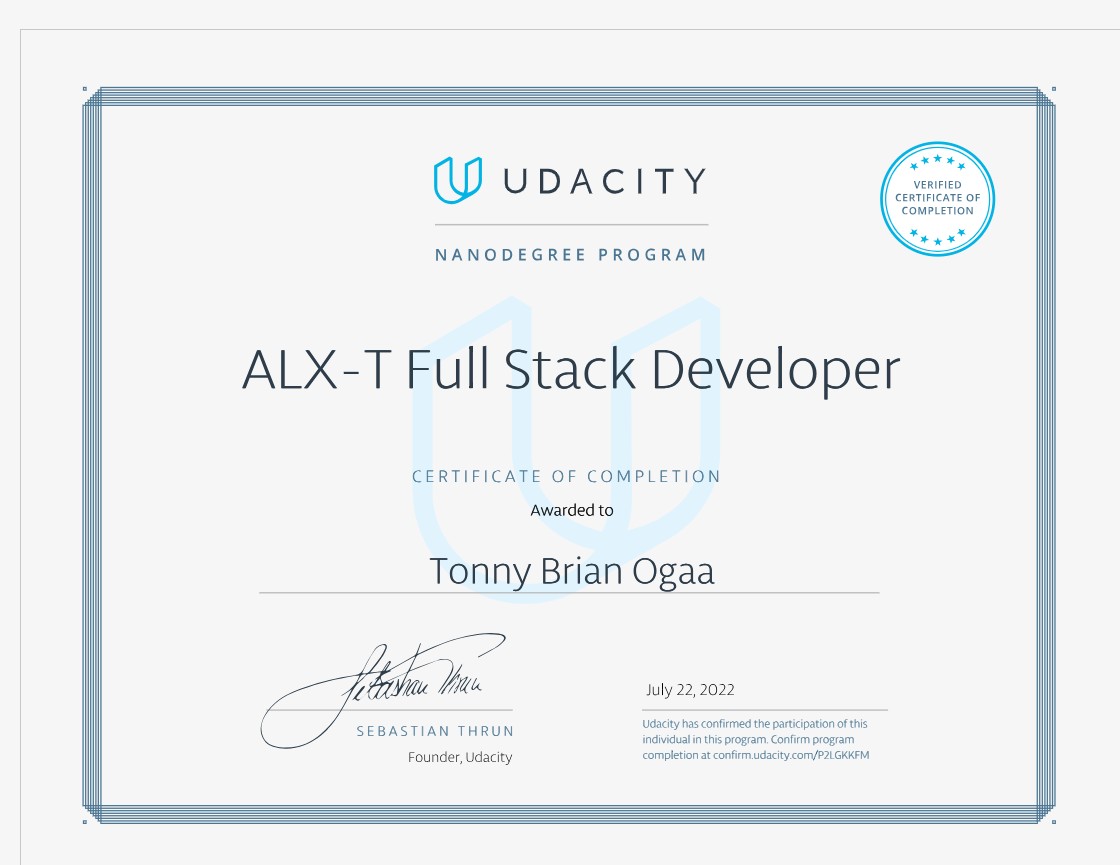 UDACITY
VERIFIED
CERTIFICATE OF
COMPLETION
NANODEGREE PROGRAM
ALX-T Full Stack Developer
CERTIFICATE OF COMPLETION
Awarded to
Tonny Brian Ogaa
Sebastian Thrun
SEBASTIAN THRUN
Founder, Udacity
July 22, 2022
Udacity has confirmed the participation of this
individual in this program. Confirm program
completion at confirm.udacity.com/P2LGKKFM